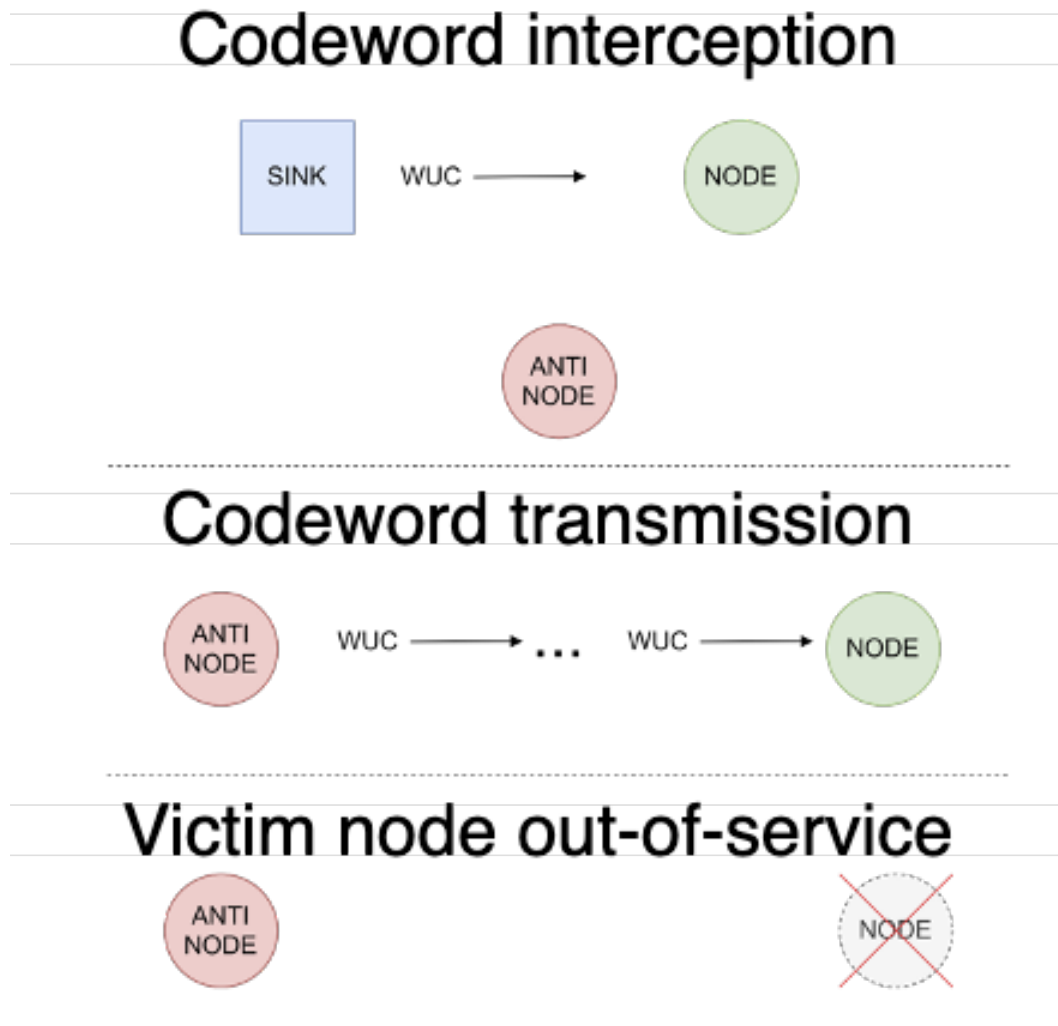 Codeword interception
SINK WUC NODE
ANTI
NODE
Codeword transmission
ANTI
NODE WUC ... WUC NODE
Victim node out-of-service
ANTI
NODE NODE